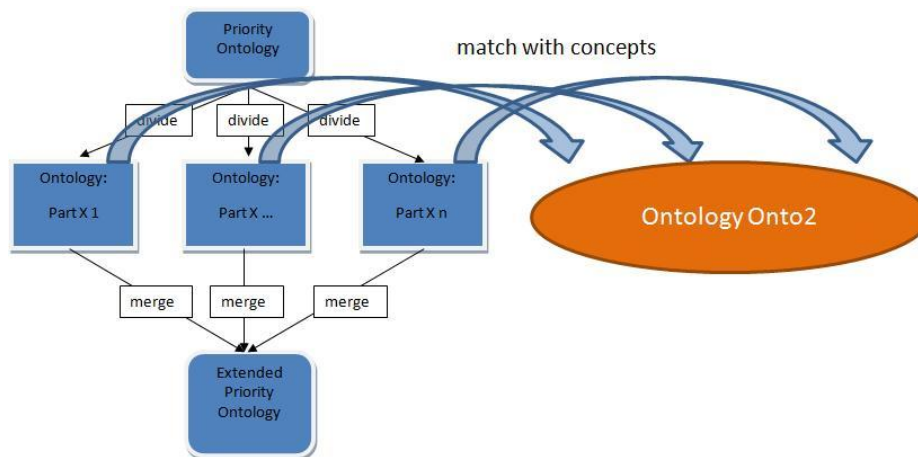 Priority
Ontology
match with concepts
divide
divide
divide
Ontology:
Part X 1
Ontology:
Part X ...
Ontology:
Part X n
Ontology Onto2
merge
merge
merge
Extended
Priority
Ontology